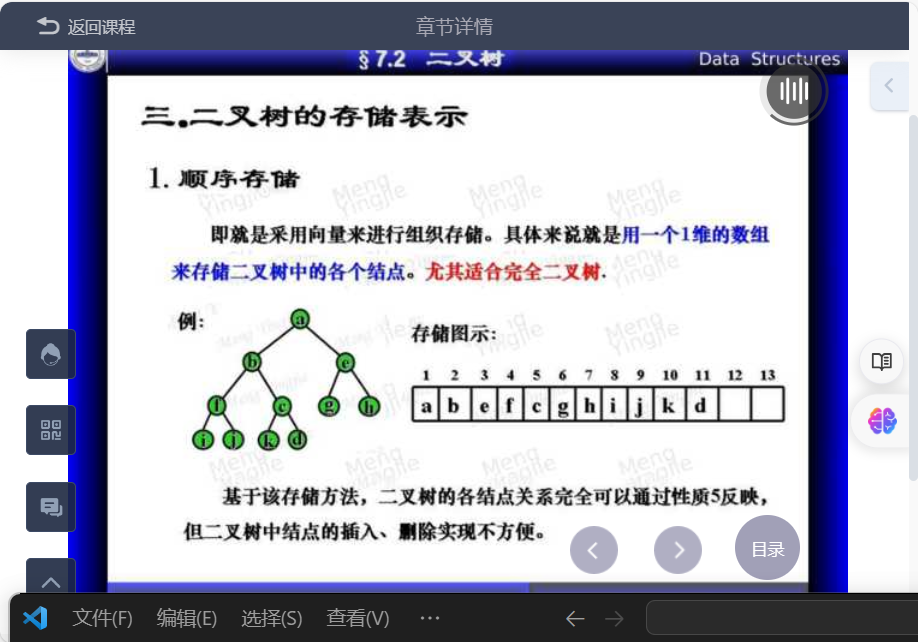 返回课程
章节详情
§7.2 二叉树
Data Structures
三.二叉树的存储表示
1. 顺序存储
即就是采用向量来进行组织存储。具体来说就是用一个1维的数组
来存储二叉树中的各个结点。尤其适合完全二叉树.
例:
存储图示:
a
b e
f c g h
i j k d
1 2 3 4 5 6 7 8 9 10 11 12 13
a b e f c g h i j k d
基于该存储方法，二叉树的各结点关系完全可以通过性质5反映，
但二叉树中结点的插入、删除实现不方便。
目录
Meng Yingjie
文件(F) 编辑(E) 选择(S) 查看(V) ···